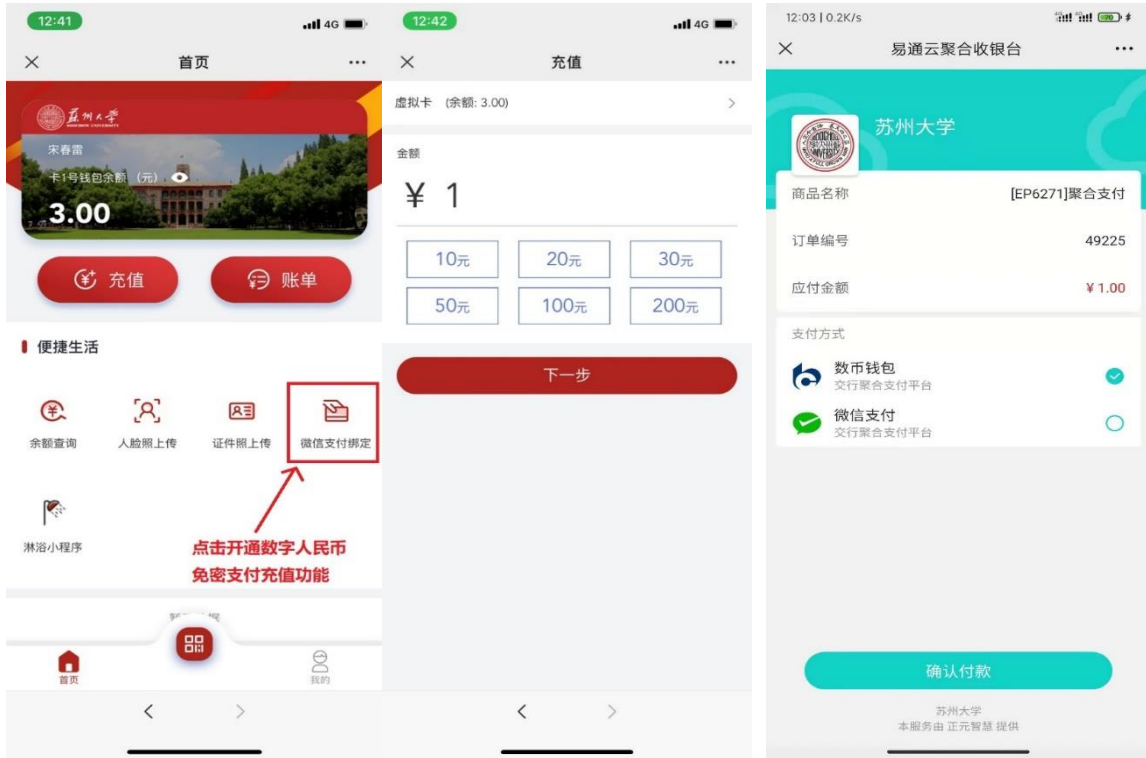 12:41
4G
首页
蘇州大学
SOOCHOW UNIVERSITY
宋春雷
卡1号钱包余额（元）
3.00
充值
账单
便捷生活
余额查询
人脸照上传
证件照上传
微信支付绑定
淋浴小程序
点击开通数字人民币
免密支付充值功能
首页
我的
12:42
4G
充值
虚拟卡 (余额: 3.00)
金额
¥ 1
10元
20元
30元
50元
100元
200元
下一步
12:03 | 0.2K/s
70
易通云聚合收银台
苏州大学
商品名称
[EP6271]聚合支付
订单编号
49225
应付金额
¥ 1.00
支付方式
数币钱包
交行聚合支付平台
微信支付
交行聚合支付平台
确认付款
苏州大学
本服务由 正元智慧 提供